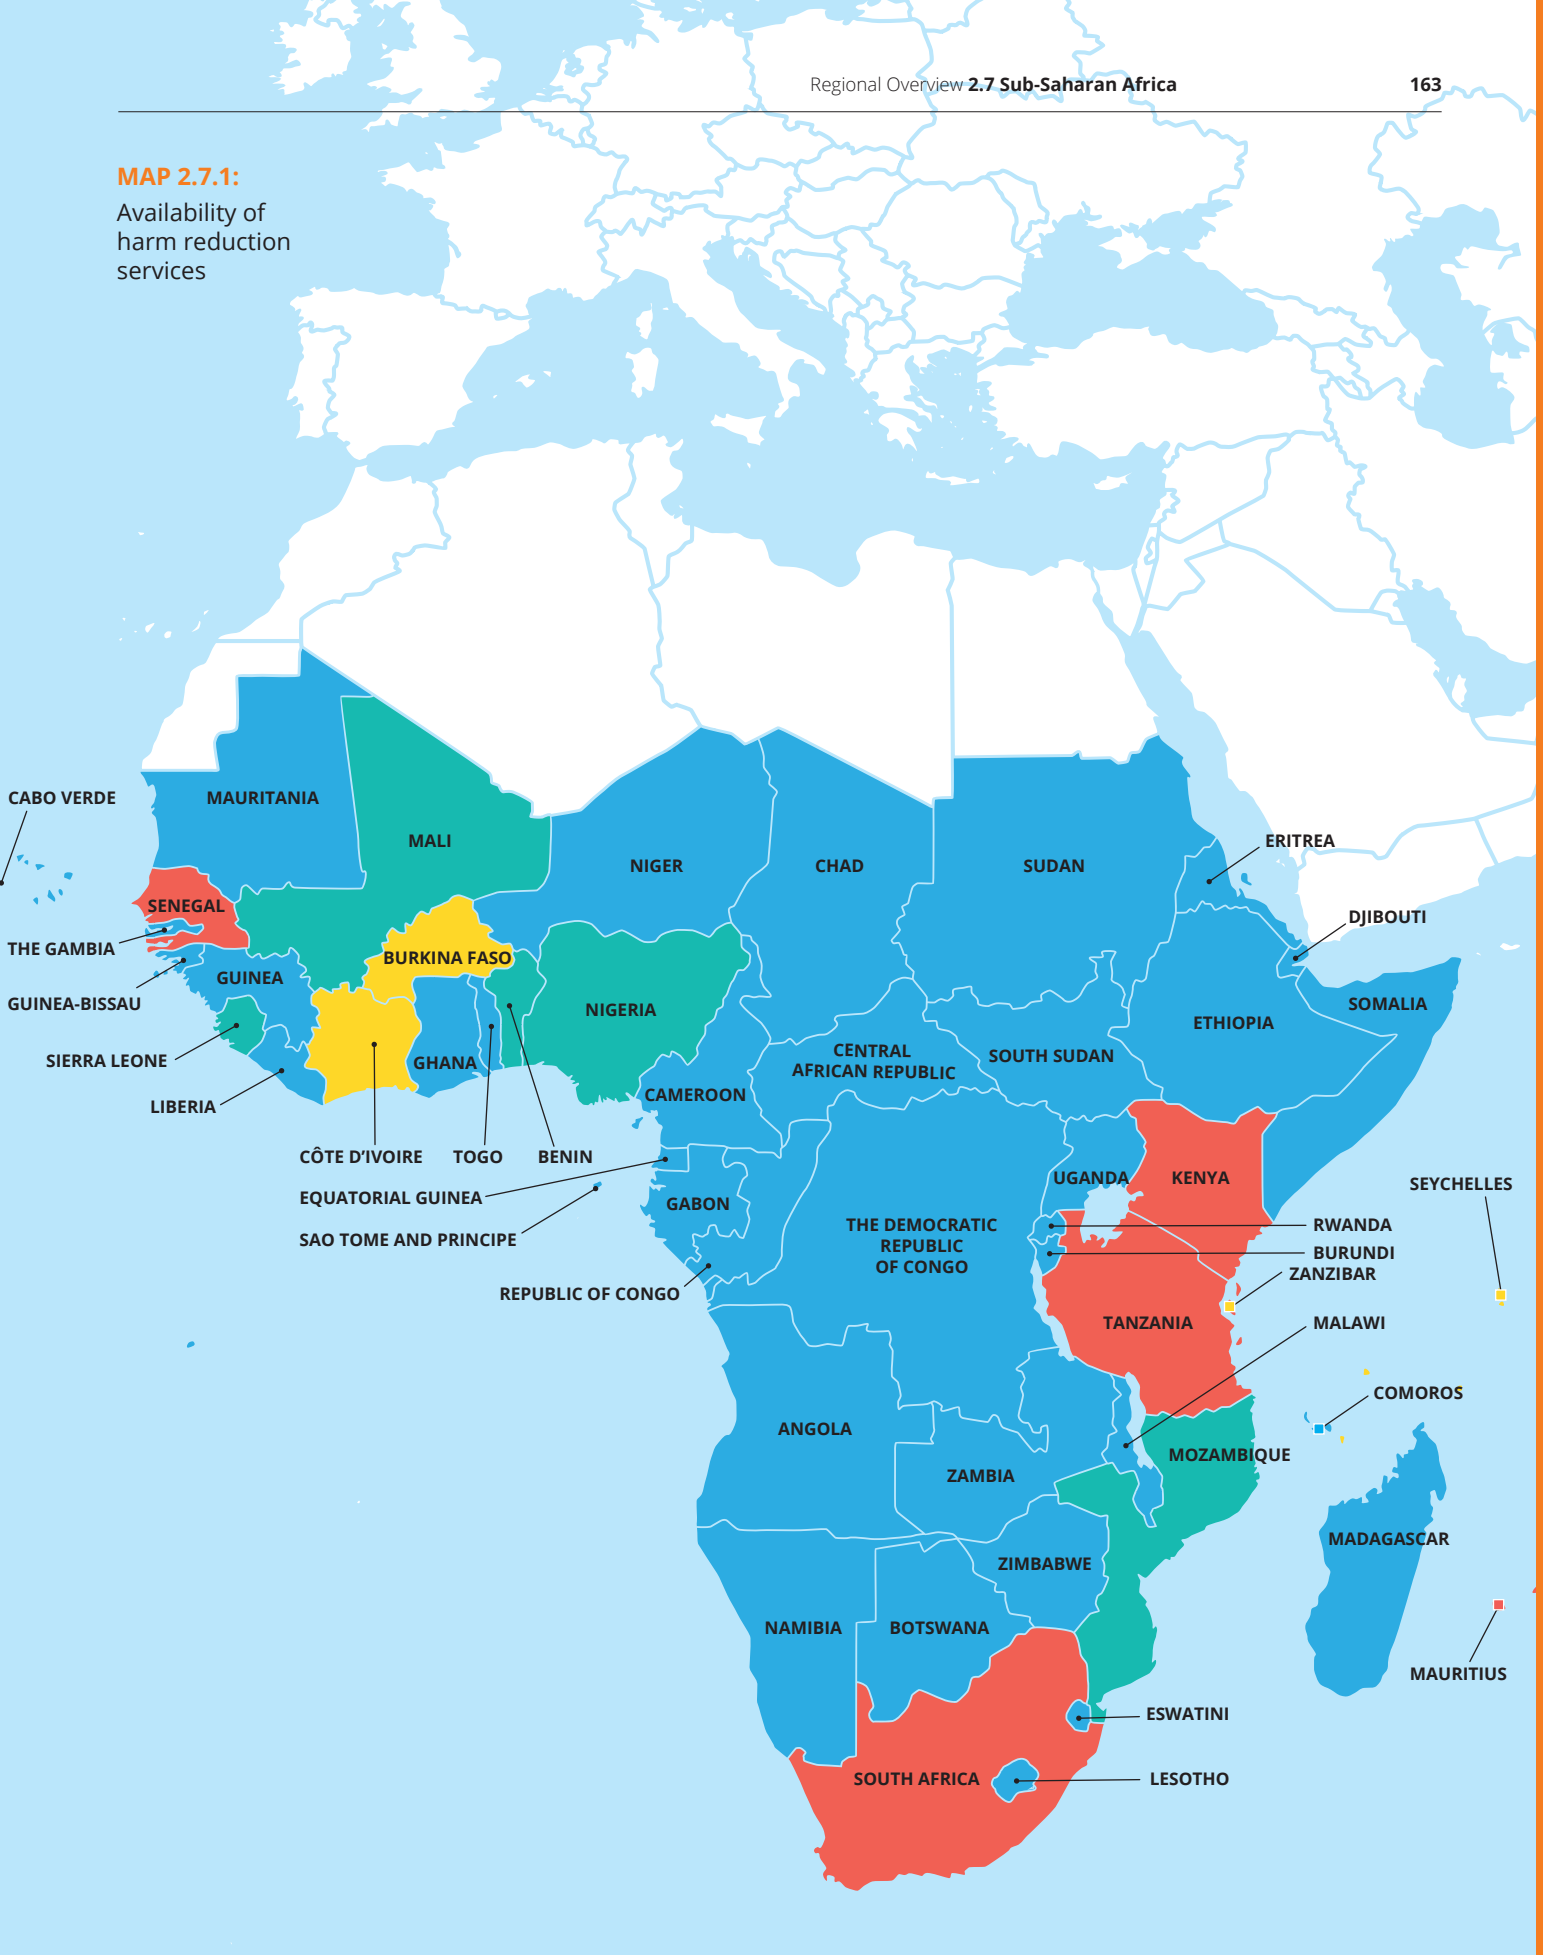 Regional Overview 2.7 Sub-Saharan Africa 163
MAP 2.7.1:
Availability of
harm reduction
services
CABO VERDE
MAURITANIA
MALI
NIGER
CHAD
SUDAN
ERITREA
SENEGAL
DJIBOUTI
THE GAMBIA
BURKINA FASO
GUINEA
GUINEA-BISSAU
NIGERIA
SOMALIA
ETHIOPIA
SIERRA LEONE
GHANA
CENTRAL
AFRICAN REPUBLIC
SOUTH SUDAN
LIBERIA
CAMEROON
CÔTE D’IVOIRE
TOGO
BENIN
UGANDA
KENYA
SEYCHELLES
EQUATORIAL GUINEA
GABON
THE DEMOCRATIC
REPUBLIC
OF CONGO
RWANDA
SAO TOME AND PRINCIPE
BURUNDI
ZANZIBAR
REPUBLIC OF CONGO
TANZANIA
MALAWI
COMOROS
ANGOLA
MOZAMBIQUE
ZAMBIA
MADAGASCAR
ZIMBABWE
NAMIBIA
BOTSWANA
MAURITIUS
ESWATINI
SOUTH AFRICA
LESOTHO